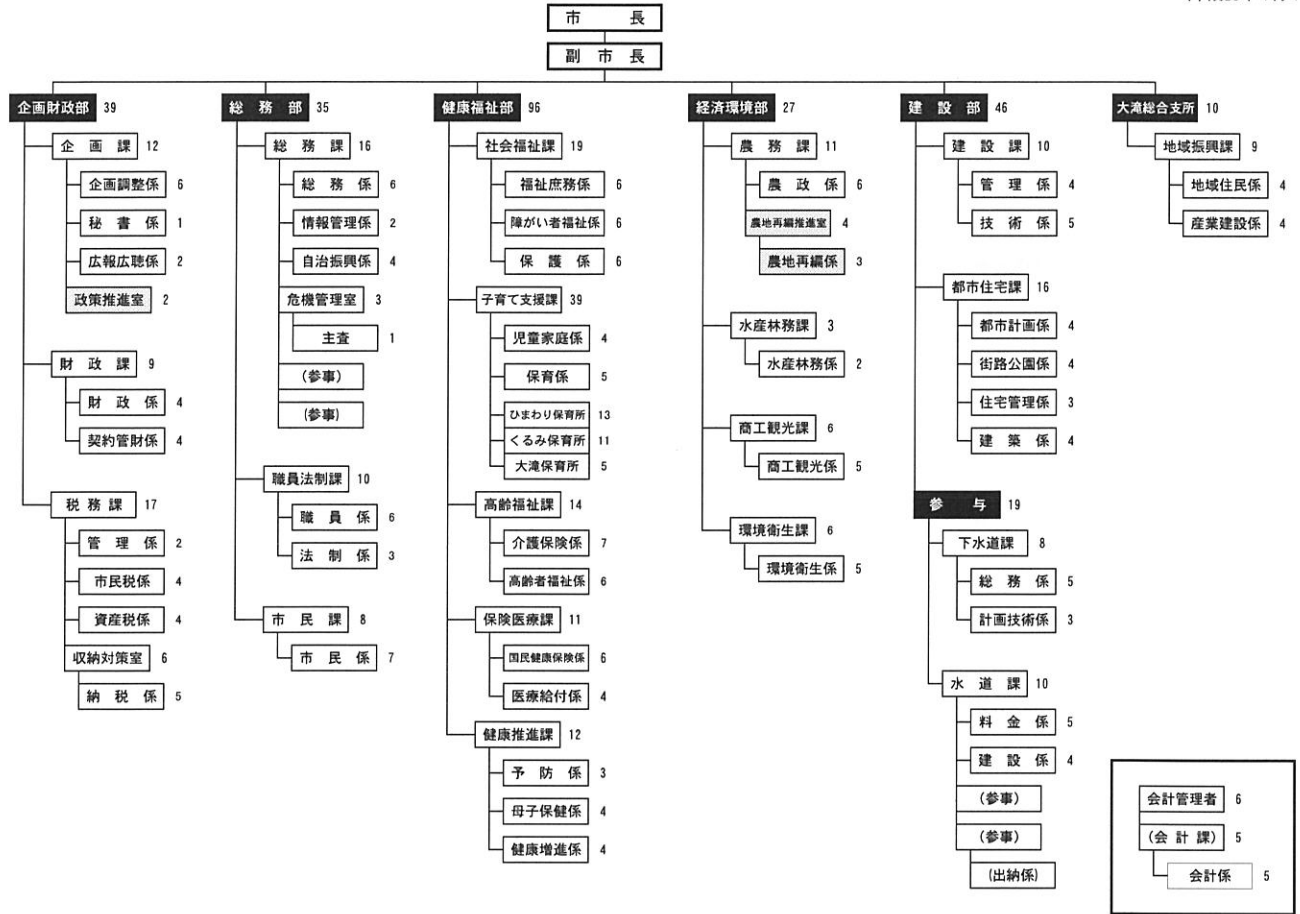 市長
副市長
企画財政部 39
企画課 12
企画調整係 6
秘書係 1
広報広聴係 2
政策推進室 2
財政課 9
財政係 4
契約管財係 4
税務課 17
管理係 2
市民税係 4
資産税係 4
収納対策室 6
納税係 5
総務部 35
総務課 16
総務係 6
情報管理係 2
自治振興係 4
危機管理室 3
主査 1
(参事)
(参事)
職員法制課 10
職員係 6
法制係 3
市民課 8
市民係 7
健康福祉部 96
社会福祉課 19
福祉庶務係 6
障がい者福祉係 6
保護係 6
子育て支援課 39
児童家庭係 4
保育係 5
ひまわり保育所 13
くるみ保育所 11
大滝保育所 5
高齢福祉課 14
介護保険係 7
高齢者福祉係 6
保険医療課 11
国民健康保険係 6
医療給付係 4
健康推進課 12
予防係 3
母子保健係 4
健康増進係 4
経済環境部 27
農務課 11
農政係 6
農地再編推進室 4
農地再編係 3
水産林務課 3
水産林務係 2
商工観光課 6
商工観光係 5
環境衛生課 6
環境衛生係 5
建設部 46
建設課 10
管理係 4
技術係 5
都市住宅課 16
都市計画係 4
街路公園係 4
住宅管理係 3
建築係 4
参与 19
下水道課 8
総務係 5
計画技術係 3
水道課 10
料金係 5
建設係 4
(参事)
(参事)
(出納係)
大滝総合支所 10
地域振興課 9
地域住民係 4
産業建設係 4
会計管理者 6
(会計課) 5
会計係 5